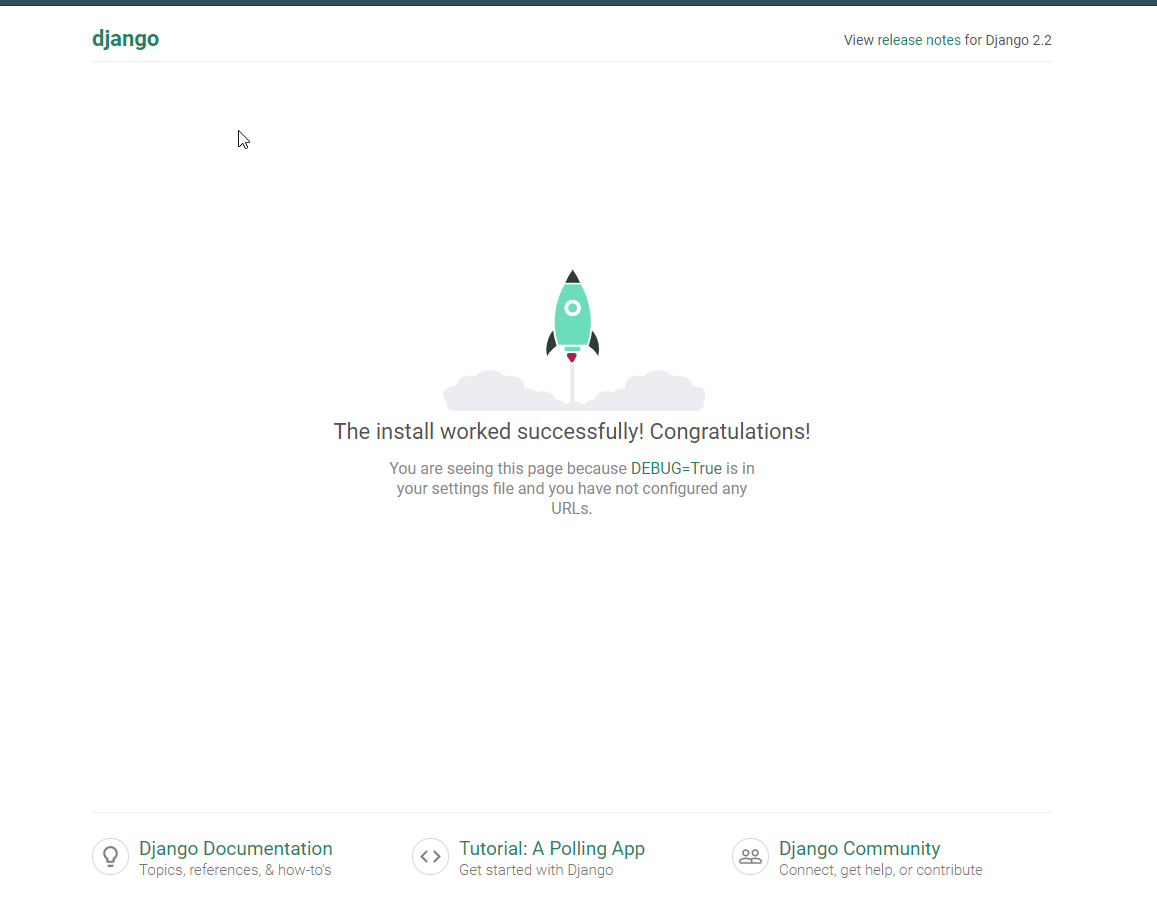 django
View release notes for Django 2.2
The install worked successfully! Congratulations!
You are seeing this page because DEBUG=True is in
your settings file and you have not configured any
URLs.
Django Documentation
Topics, references, & how-to's
Tutorial: A Polling App
Get started with Django
Django Community
Connect, get help, or contribute